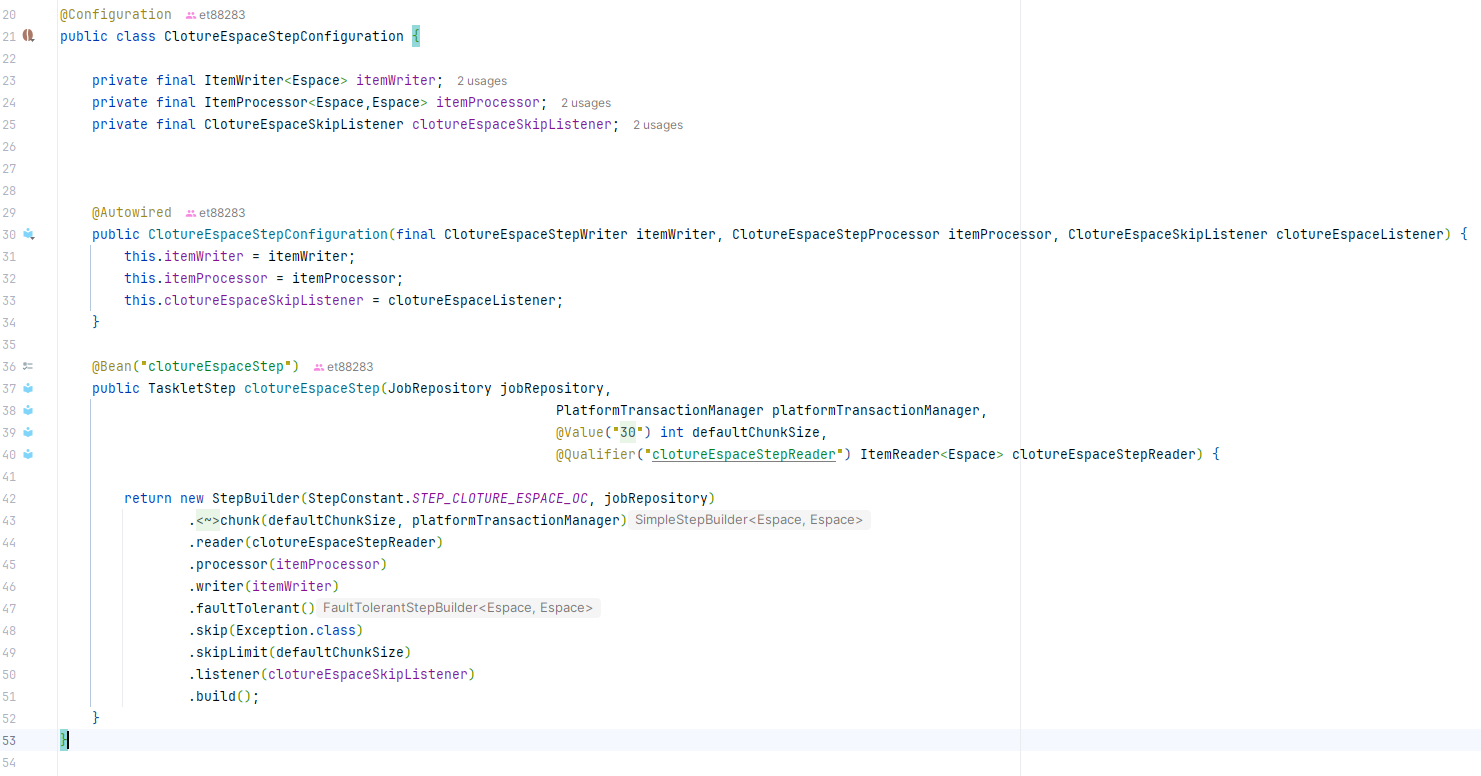 20 @Configuration et88283
21 public class ClotureEspaceStepConfiguration {
22
23 private final ItemWriter<Espace> itemWriter; 2 usages
24 private final ItemProcessor<Espace,Espace> itemProcessor; 2 usages
25 private final ClotureEspaceSkipListener clotureEspaceSkipListener; 2 usages
26
27
28
29 @Autowired et88283
30 public ClotureEspaceStepConfiguration(final ClotureEspaceStepWriter itemWriter, ClotureEspaceStepProcessor itemProcessor, ClotureEspaceSkipListener clotureEspaceListener) {
31 this.itemWriter = itemWriter;
32 this.itemProcessor = itemProcessor;
33 this.clotureEspaceSkipListener = clotureEspaceListener;
34 }
35
36 @Bean("clotureEspaceStep") et88283
37 public TaskletStep clotureEspaceStep(JobRepository jobRepository,
38 PlatformTransactionManager platformTransactionManager,
39 @Value("30") int defaultChunkSize,
40 @Qualifier("clotureEspaceStepReader") ItemReader<Espace> clotureEspaceStepReader) {
41
42 return new StepBuilder(StepConstant.STEP_CLOTURE_ESPACE_OC, jobRepository)
43 .<~>chunk(defaultChunkSize, platformTransactionManager) SimpleStepBuilder<Espace, Espace>
44 .reader(clotureEspaceStepReader)
45 .processor(itemProcessor)
46 .writer(itemWriter)
47 .faultTolerant() FaultTolerantStepBuilder<Espace, Espace>
48 .skip(Exception.class)
49 .skipLimit(defaultChunkSize)
50 .listener(clotureEspaceSkipListener)
51 .build();
52 }
53 }
54